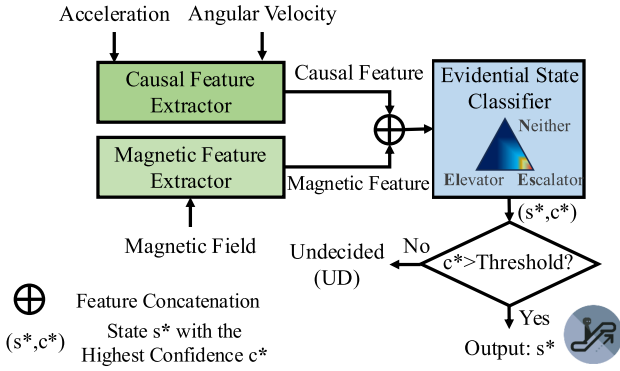 Acceleration
Angular Velocity
Causal Feature
Extractor
Causal Feature
Magnetic Feature
Extractor
Magnetic Feature
Magnetic Field
Evidential State
Classifier
Neither
Elevator
Escalator
(s*,c*)
c*>Threshold?
No
Undecided
(UD)
Yes
Output: s*
Feature Concatenation
(s*,c*)
State s* with the
Highest Confidence c*